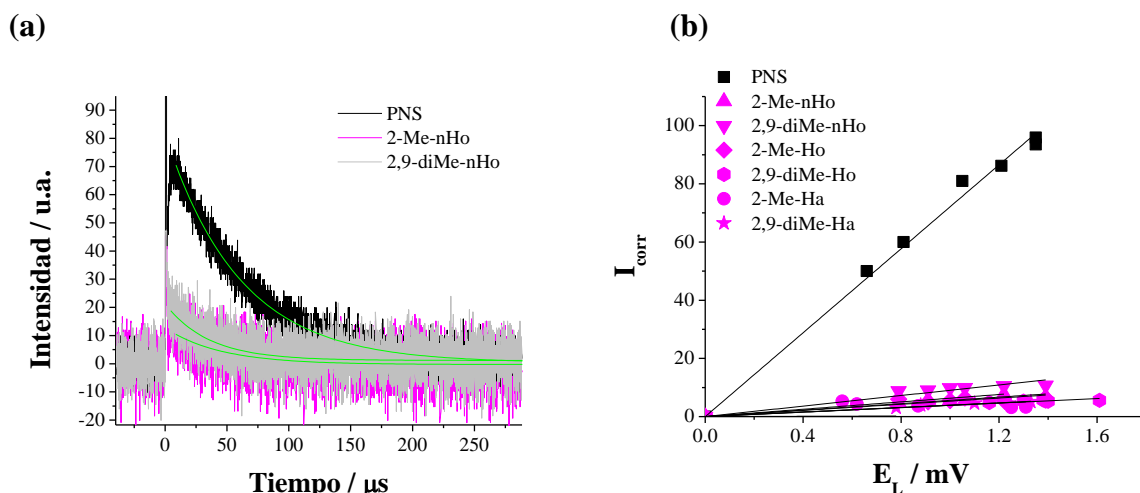 (a)
PNS
2-Me-nHo
2,9-diMe-nHo
Intensidad / u.a.
90
80
70
60
50
40
30
20
10
0
-10
-20
0
50
100
150
200
250
Tiempo / μs
(b)
PNS
2-Me-nHo
2,9-diMe-nHo
2-Me-Ho
2,9-diMe-Ho
2-Me-Ha
2,9-diMe-Ha
I_corr
100
80
60
40
20
0
0.0
0.4
0.8
1.2
1.6
E_L / mV